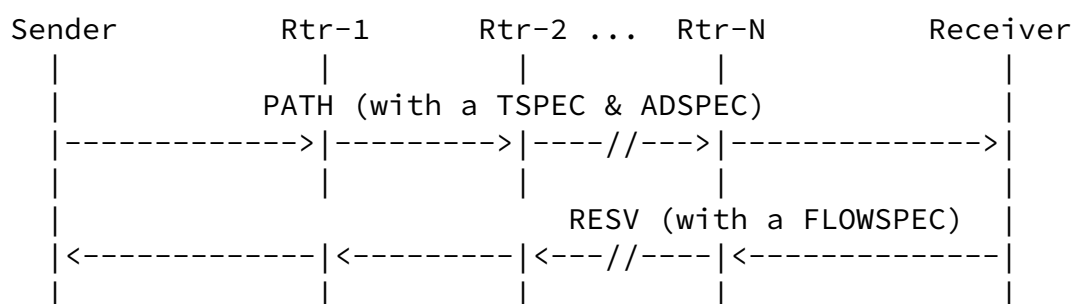 Sender Rtr-1 Rtr-2 ... Rtr-N Receiver
PATH (with a TSPEC & ADSPEC)
RESV (with a FLOWSPEC)